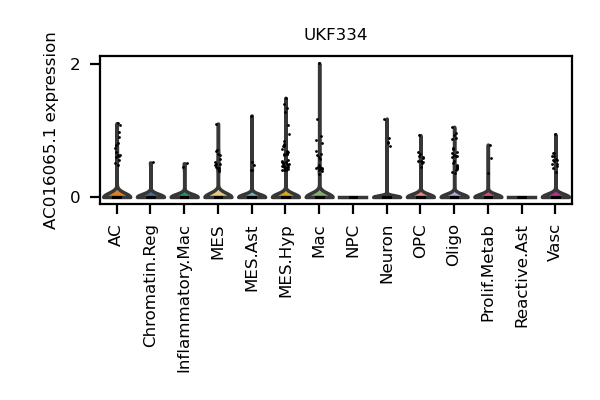 UKF334
AC016065.1 expression
2
0
AC
Chromatin.Reg
Inflammatory.Mac
MES
MES.Ast
MES.Hyp
Mac
NPC
Neuron
OPC
Oligo
Prolif.Metab
Reactive.Ast
Vasc